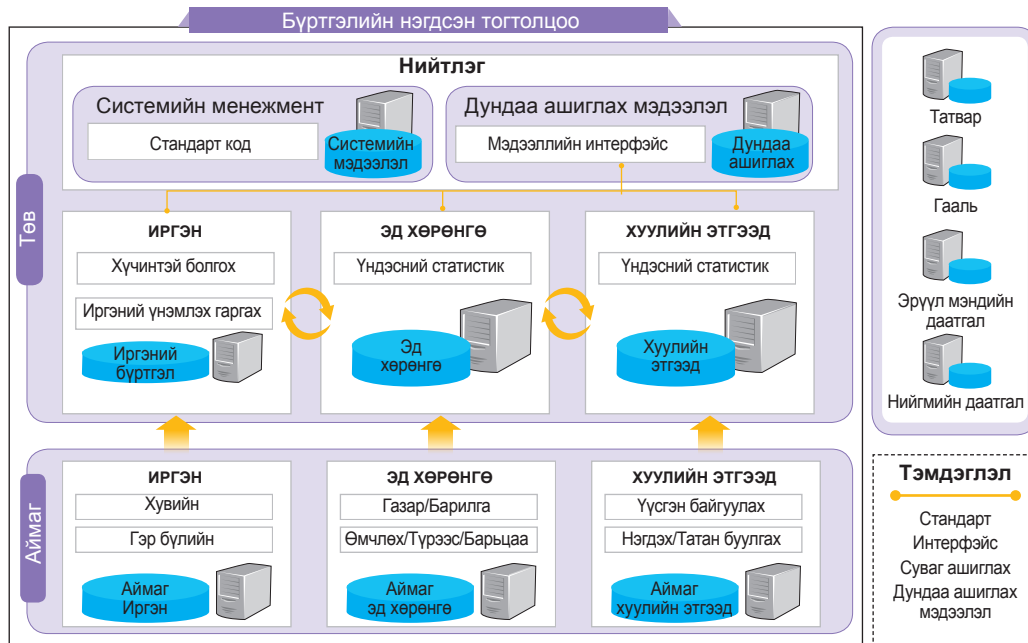 Бүртгэлийн нэгдсэн тогтолцоо
Төв
Нийтлэг
Системийн менежмент
Стандарт код
Системийн
мэдээлэл
Дундаа ашиглах мэдээлэл
Мэдээллийн интерфэйс
Дундаа
ашиглах
ИРГЭН
Хүчинтэй болгох
Иргэний үнэмлэх гаргах
Иргэний
бүртгэл
ЭД ХӨРӨНГӨ
Үндэсний статистик
Эд
хөрөнгө
ХУУЛИЙН ЭТГЭЭД
Үндэсний статистик
Хуулийн
этгээд
Аймаг
ИРГЭН
Хувийн
Гэр бүлийн
Аймаг
Иргэн
ЭД ХӨРӨНГӨ
Газар/Барилга
Өмчлөх/Түрээс/Барьцаа
Аймаг
эд хөрөнгө
ХУУЛИЙН ЭТГЭЭД
Үүсгэн байгуулах
Нэгдэх/Татан буулгах
Аймаг
хуулийн этгээд
Татвар
Гааль
Эрүүл мэндийн
даатгал
Нийгмийн даатгал
Тэмдэглэл
Стандарт
Интерфэйс
Суваг ашиглах
Дундаа ашиглах
мэдээлэл